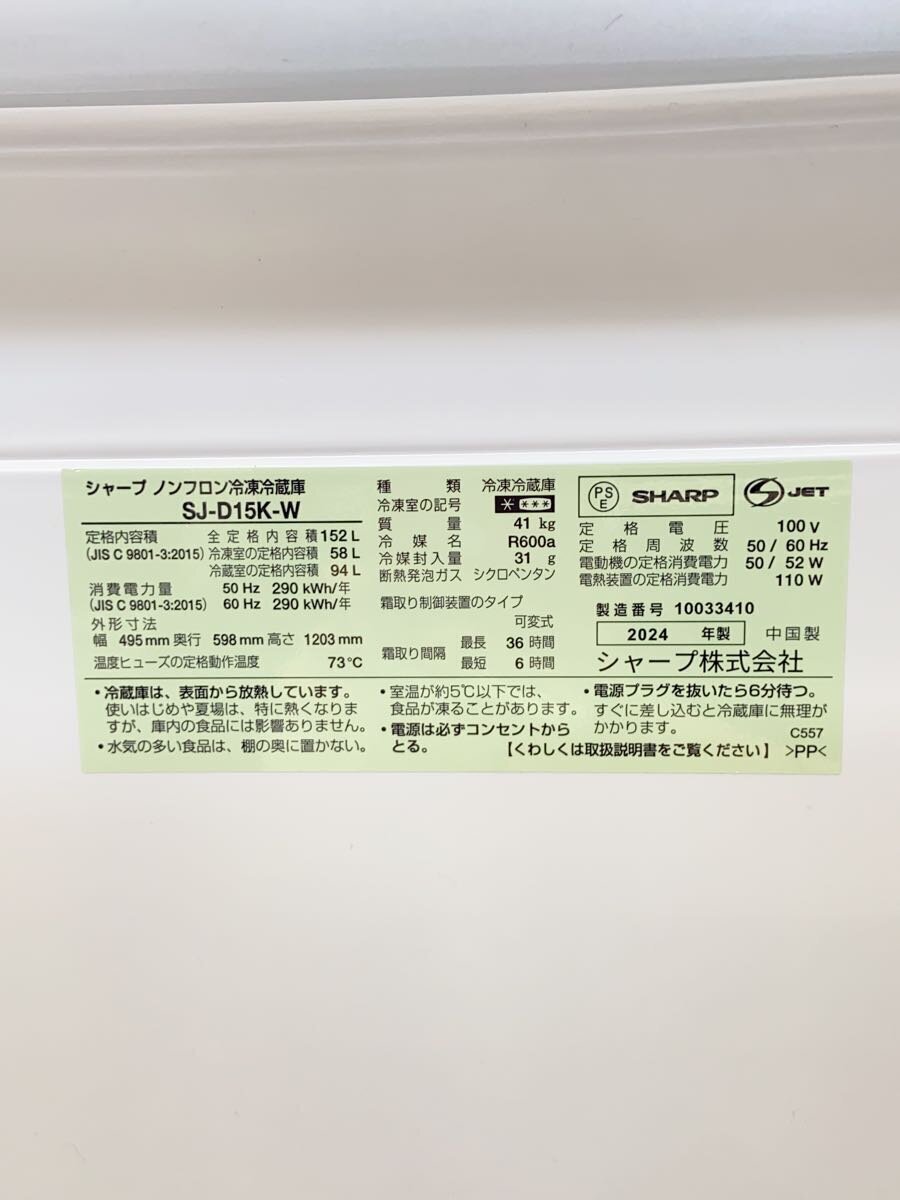 シャープ ノンフロン冷凍冷蔵庫
SJ-D15K-W
定格内容積 全定格内容積 152 L
(JIS C 9801-3:2015) 冷凍室の定格内容積 58 L
冷蔵室の定格内容積 94 L
消費電力量 50 Hz 290 kWh/年
(JIS C 9801-3:2015) 60 Hz 290 kWh/年
外形寸法
幅 495 mm 奥行 598 mm 高さ 1203 mm
温度ヒューズの定格動作温度 73℃
種類 冷凍冷蔵庫
冷凍室の記号 * ***
質量 41 kg
冷媒名 R600a
冷媒封入量 31 g
断熱発泡ガス シクロペンタン
霜取り制御装置のタイプ
可変式
霜取り間隔 最長 36 時間
最短 6 時間
PS
E
SHARP
S JET
定格電圧 100 V
定格周波数 50 / 60 Hz
電動機の定格消費電力 50 / 52 W
電熱装置の定格消費電力 110 W
製造番号 10033410
2024 年製 中国製
シャープ株式会社
・冷蔵庫は、表面から放熱しています。
使いはじめや夏場は、特に熱くなりま
すが、庫内の食品には影響ありません。
・水気の多い食品は、棚の奥に置かない。
・室温が約5℃以下では、
食品が凍ることがあります。
・電源は必ずコンセントから
とる。
・電源プラグを抜いたら6分待つ。
すぐに差し込むと冷蔵庫に無理が
かかります。
C557
【くわしくは取扱説明書をご覧ください】 >PP<